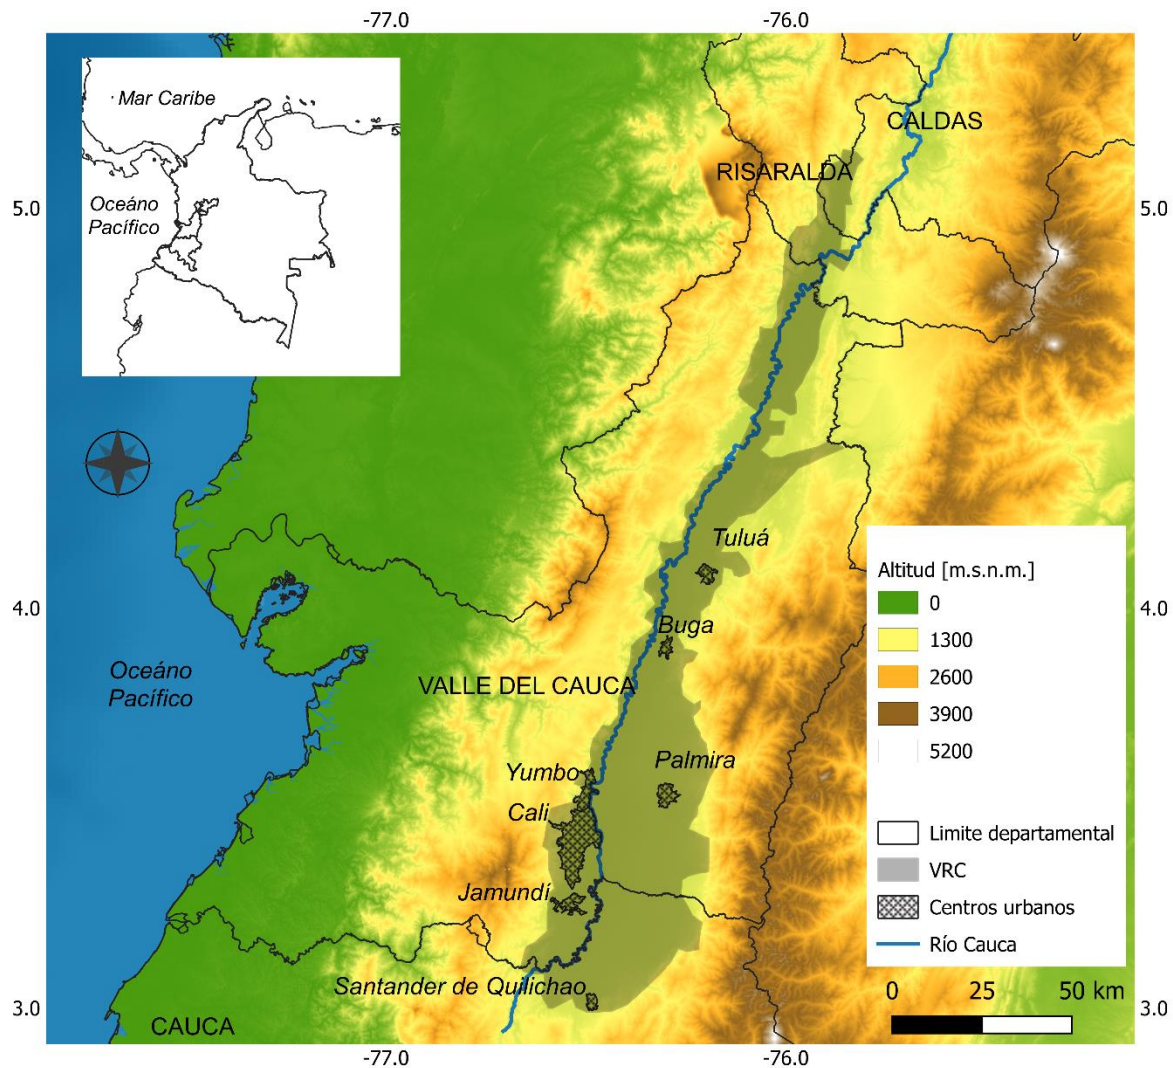 -77.0
-76.0
Mar Caribe
Oceáno
Pacífico
CALDAS
RISARALDA
5.0
5.0
Tuluá
4.0
4.0
Buga
Oceáno
Pacífico
VALLE DEL CAUCA
Yumbo
Palmira
Cali
Jamundí
Santander de Quilichao
CAUCA
3.0
3.0
Altitud [m.s.n.m.]
0
1300
2600
3900
5200
Limite departamental
VRC
Centros urbanos
Río Cauca
0 25 50 km
-77.0
-76.0